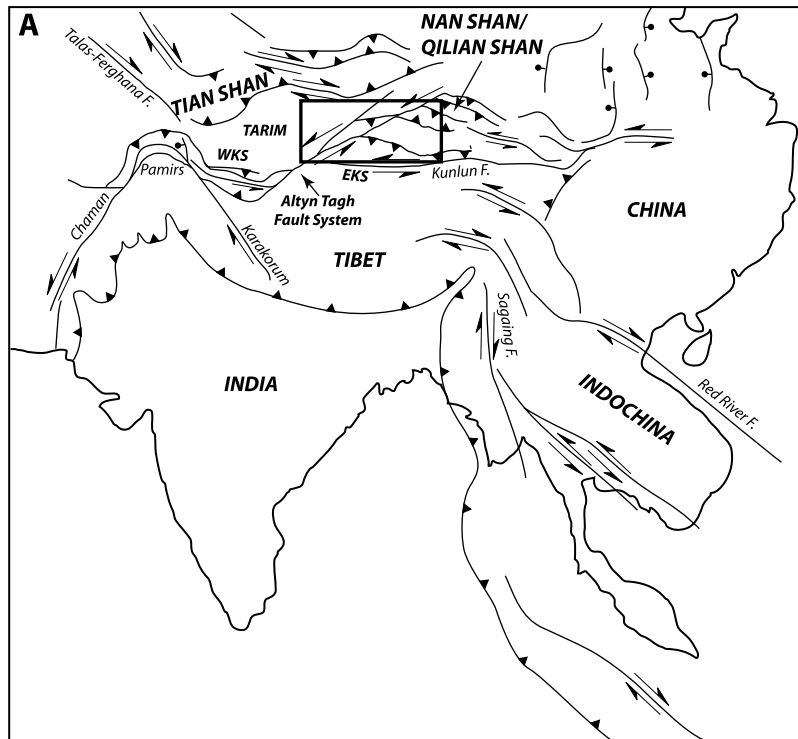 A
NAN SHAN/
QILIAN SHAN
Talas-Ferghana F.
TIAN SHAN
TARIM
WKS
Pamirs
EKS
Kunlun F.
Altyn Tagh
Fault System
Chaman
Karakorum
TIBET
CHINA
Sagaing F.
INDIA
INDOCHINA
Red River F.